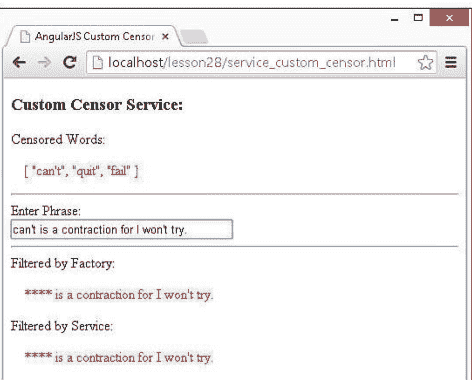 AngularJS Custom Censor
localhost/lesson28/service_custom_censor.html
Custom Censor Service:
Censored Words:
[ "can't", "quit", "fail" ]
Enter Phrase:
can't is a contraction for I won't try.
Filtered by Factory:
**** is a contraction for I won't try.
Filtered by Service:
**** is a contraction for I won't try.